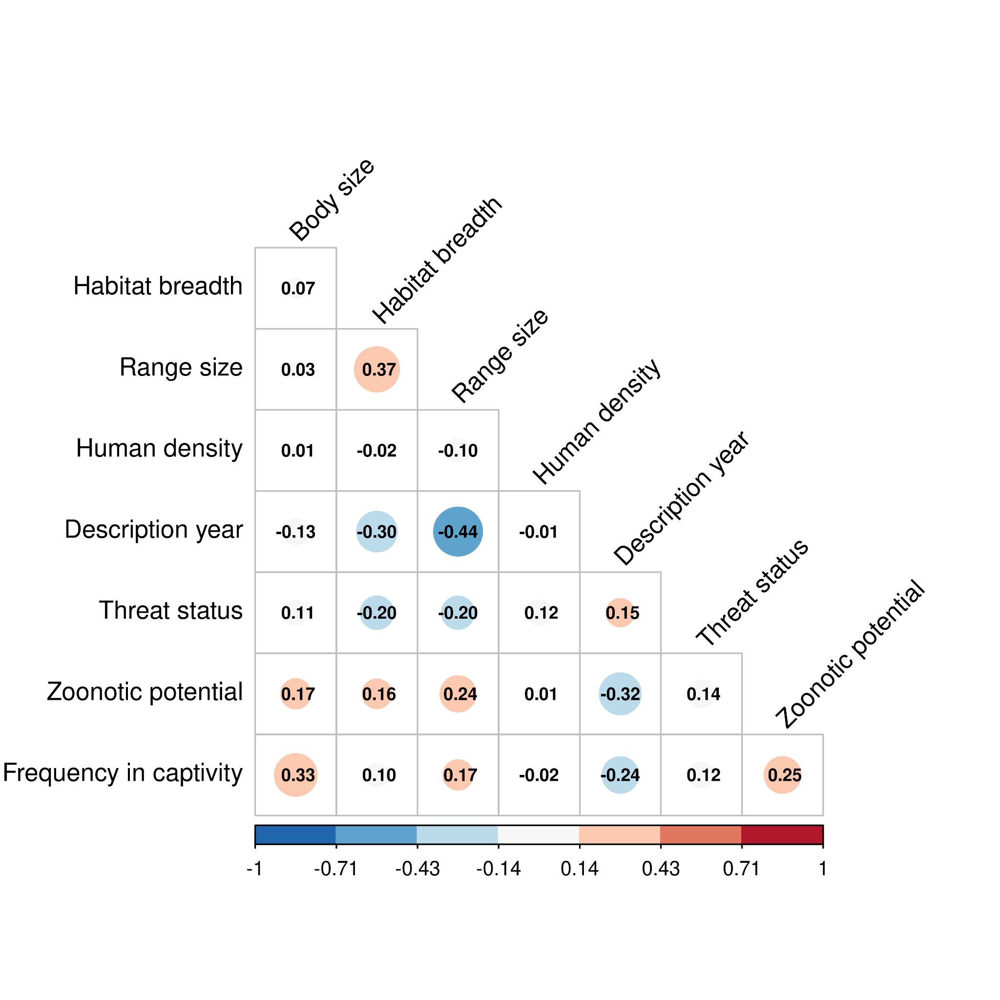 Body size
Habitat breadth
Range size
Human density
Description year
Threat status
Zoonotic potential
Habitat breadth 0.07
Range size 0.03 0.37
Human density 0.01 -0.02 -0.10
Description year -0.13 -0.30 -0.44 -0.01
Threat status 0.11 -0.20 -0.20 0.12 0.15
Zoonotic potential 0.17 0.16 0.24 0.01 -0.32 0.14
Frequency in captivity 0.33 0.10 0.17 -0.02 -0.24 0.12 0.25
-1 -0.71 -0.43 -0.14 0.14 0.43 0.71 1